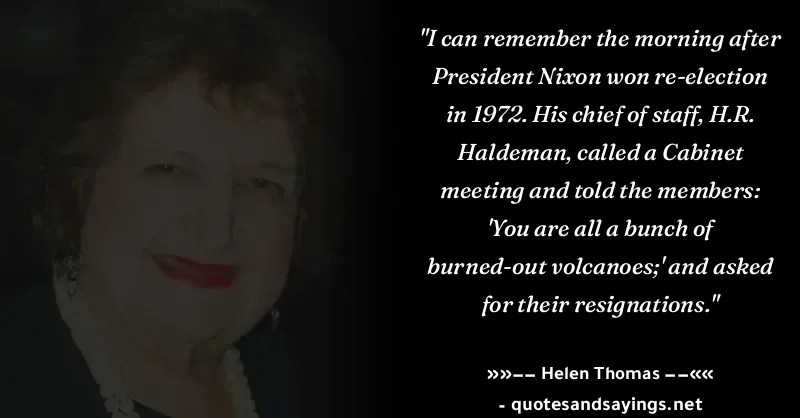 "I can remember the morning after
President Nixon won re-election
in 1972. His chief of staff, H.R.
Haldeman, called a Cabinet
meeting and told the members:
'You are all a bunch of
burned-out volcanoes;' and asked
for their resignations."
»»−− Helen Thomas −−««
- quotesandsayings.net